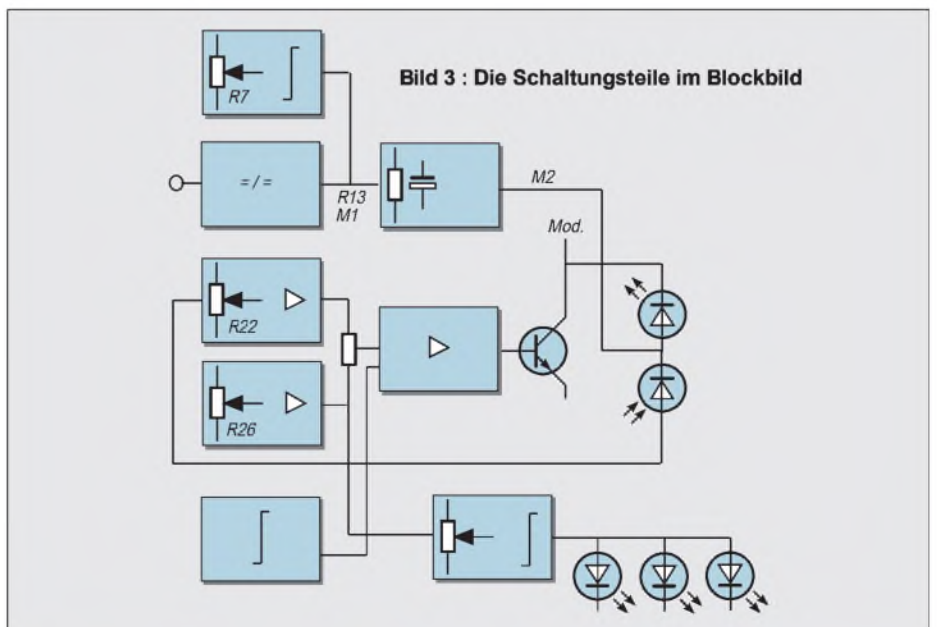 Bild 3 : Die Schaltungsteile im Blockbild
R7
= / =
R13
M1
M2
Mod.
R22
R26